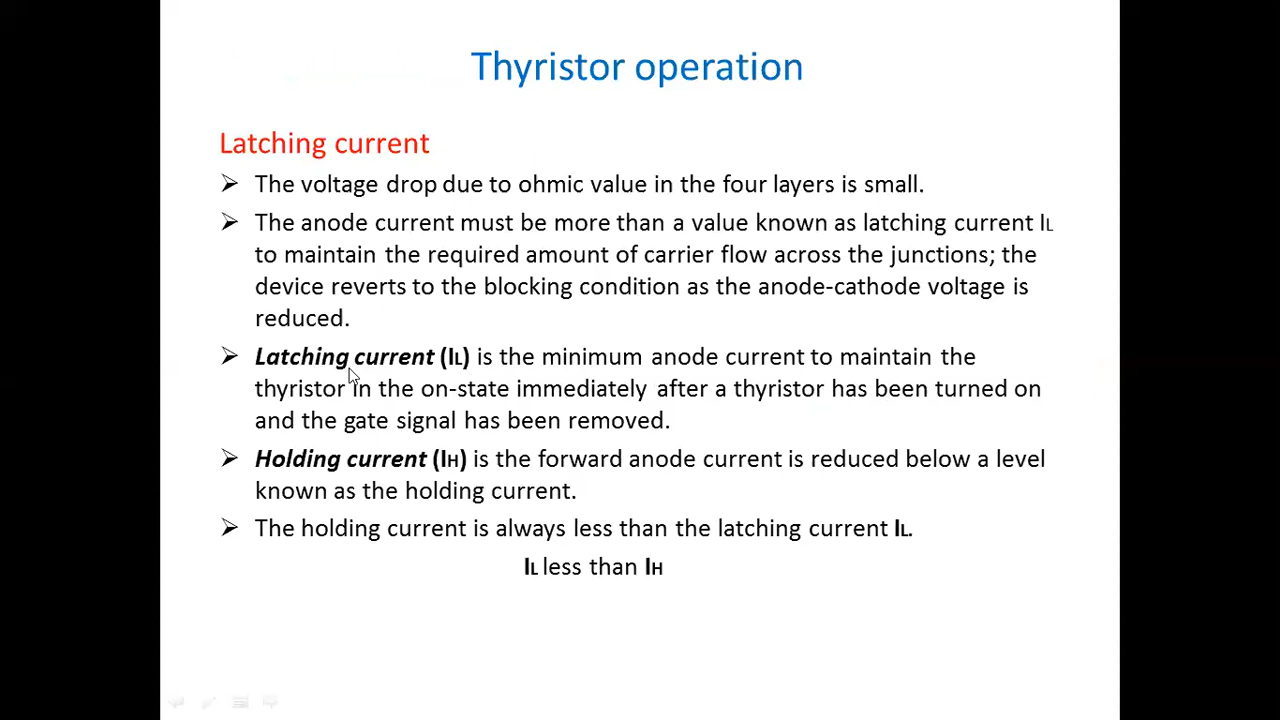 Thyristor operation
Latching current
➢ The voltage drop due to ohmic value in the four layers is small.
➢ The anode current must be more than a value known as latching current IL
to maintain the required amount of carrier flow across the junctions; the
device reverts to the blocking condition as the anode-cathode voltage is
reduced.
➢ Latching current (IL) is the minimum anode current to maintain the
thyristor in the on-state immediately after a thyristor has been turned on
and the gate signal has been removed.
➢ Holding current (IH) is the forward anode current is reduced below a level
known as the holding current.
➢ The holding current is always less than the latching current IL.
IL less than IH